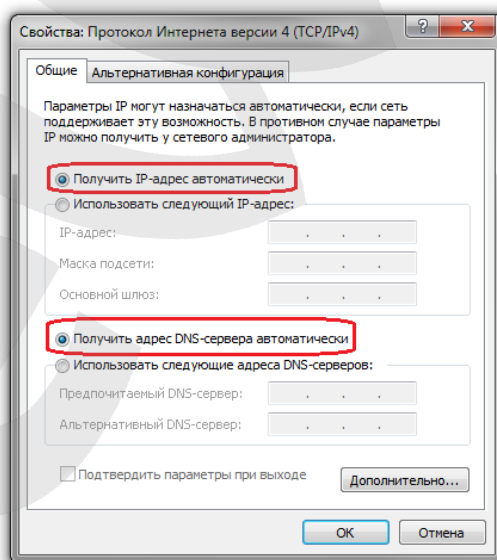 Свойства: Протокол Интернета версии 4 (TCP/IPv4)
Общие
Альтернативная конфигурация
Параметры IP могут назначаться автоматически, если сеть
поддерживает эту возможность. В противном случае параметры
IP можно получить у сетевого администратора.
Получить IP-адрес автоматически
Использовать следующий IP-адрес:
IP-адрес:
Маска подсети:
Основной шлюз:
Получить адрес DNS-сервера автоматически
Использовать следующие адреса DNS-серверов:
Предпочитаемый DNS-сервер:
Альтернативный DNS-сервер:
Подтвердить параметры при выходе
Дополнительно...
ОК
Отмена